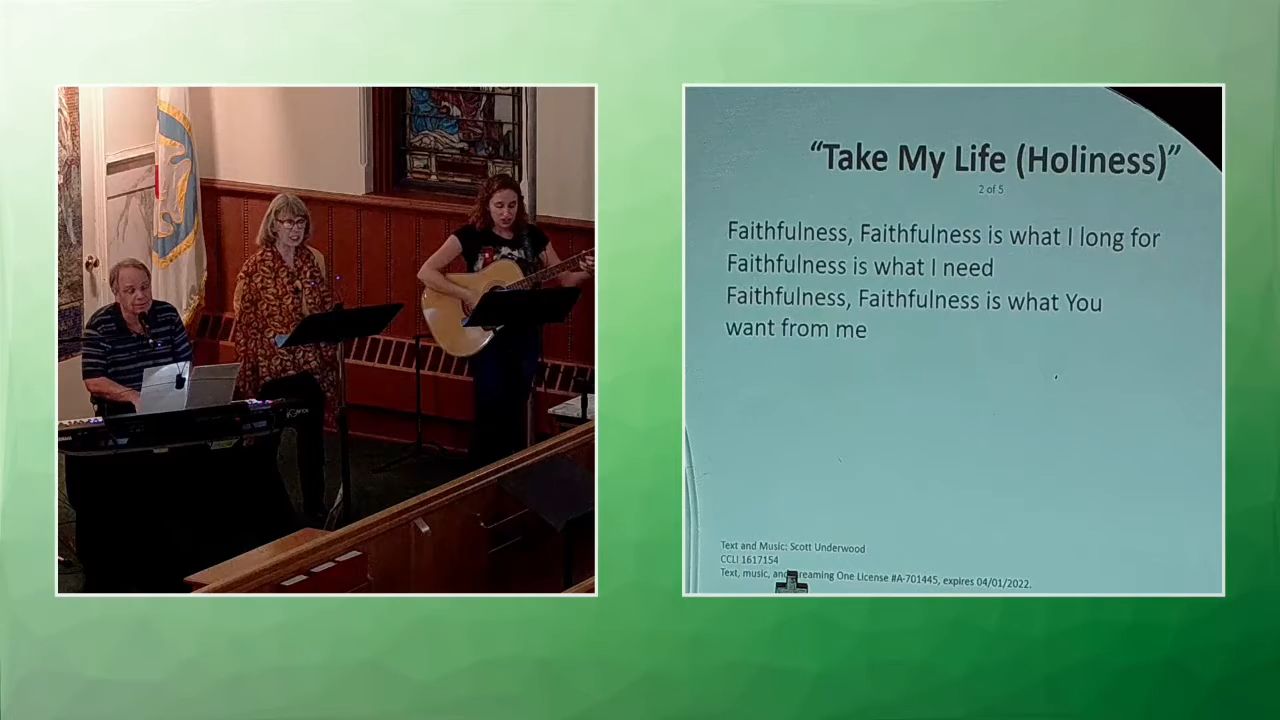 “Take My Life (Holiness)”
2 of 5
Faithfulness, Faithfulness is what I long for
Faithfulness is what I need
Faithfulness, Faithfulness is what You
want from me
Text and Music: Scott Underwood
CCLI 1617154
Text, music, and streaming One License #A-701445, expires 04/01/2022.